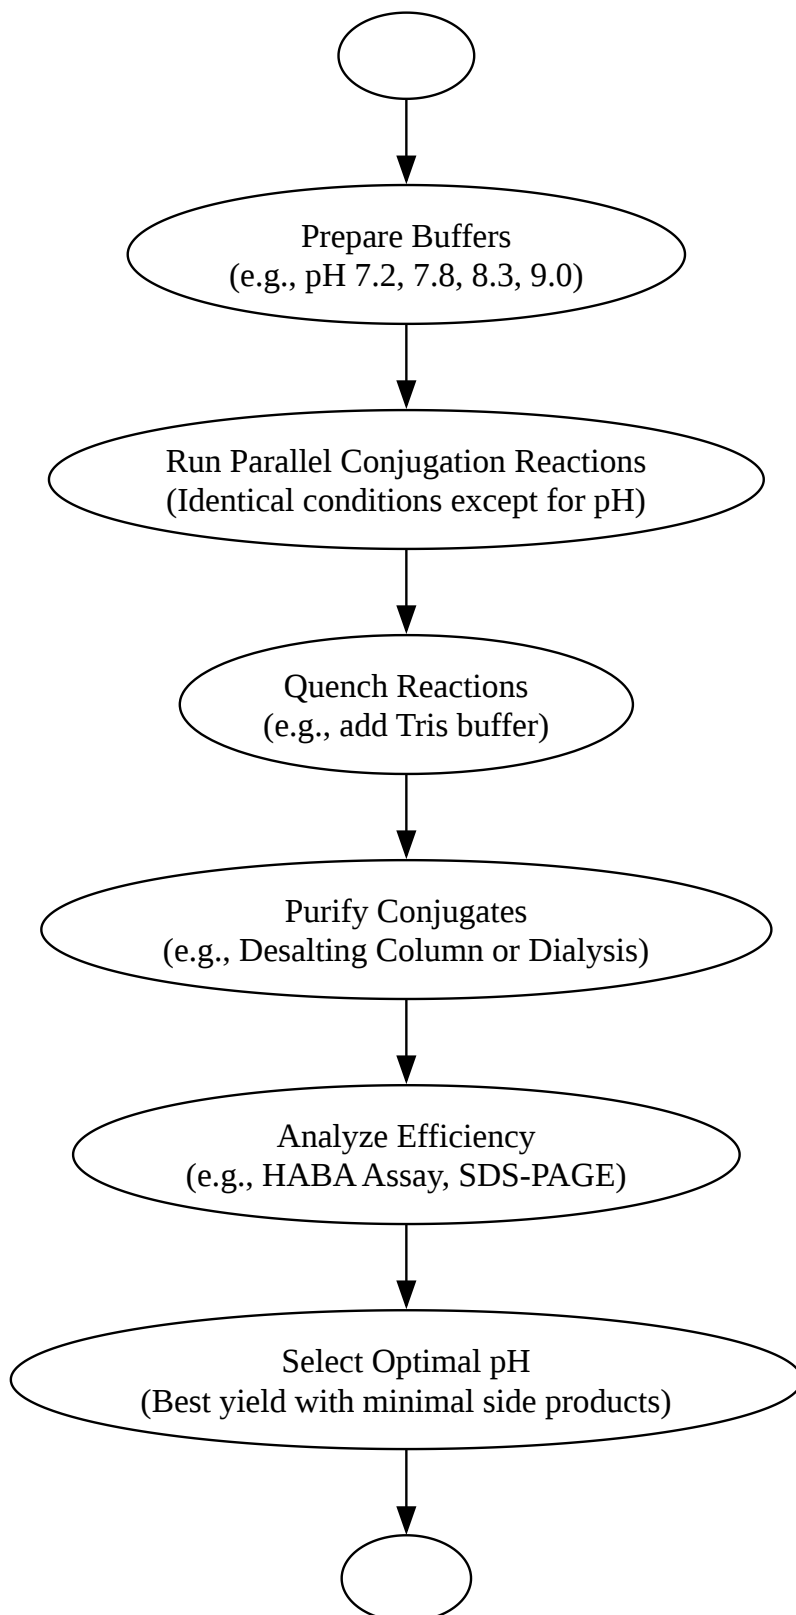 Prepare Buffers
(e.g., pH 7.2, 7.8, 8.3, 9.0)
Run Parallel Conjugation Reactions
(Identical conditions except for pH)
Quench Reactions
(e.g., add Tris buffer)
Purify Conjugates
(e.g., Desalting Column or Dialysis)
Analyze Efficiency
(e.g., HABA Assay, SDS-PAGE)
Select Optimal pH
(Best yield with minimal side products)